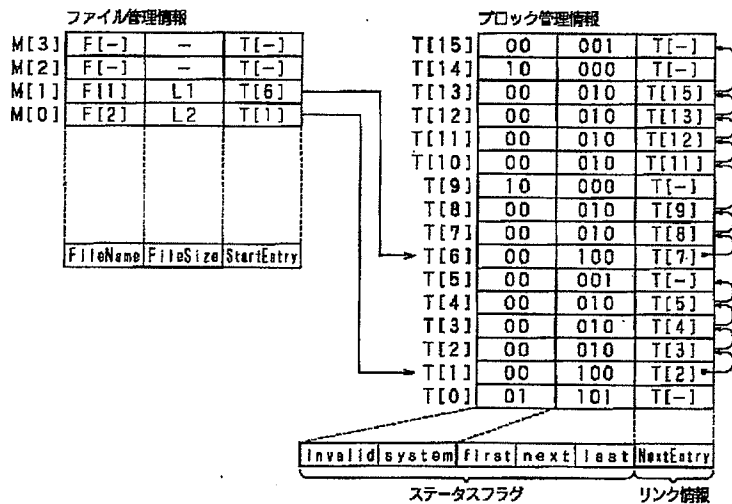 ファイル管理情報
M[3] F[-] - T[-]
M[2] F[-] - T[-]
M[1] F[1] L1 T[6]
M[0] F[2] L2 T[1]
FileName FileSize StartEntry
ブロック管理情報
T[15] 00 001 T[-]
T[14] 10 000 T[-]
T[13] 00 010 T[15]
T[12] 00 010 T[13]
T[11] 00 010 T[12]
T[10] 00 010 T[11]
T[9] 10 000 T[-]
T[8] 00 010 T[9]
T[7] 00 010 T[8]
T[6] 00 100 T[7]
T[5] 00 001 T[-]
T[4] 00 010 T[5]
T[3] 00 010 T[4]
T[2] 00 010 T[3]
T[1] 00 100 T[2]
T[0] 01 101 T[-]
invalid system first next last NextEntry
ステータスフラグ リンク情報